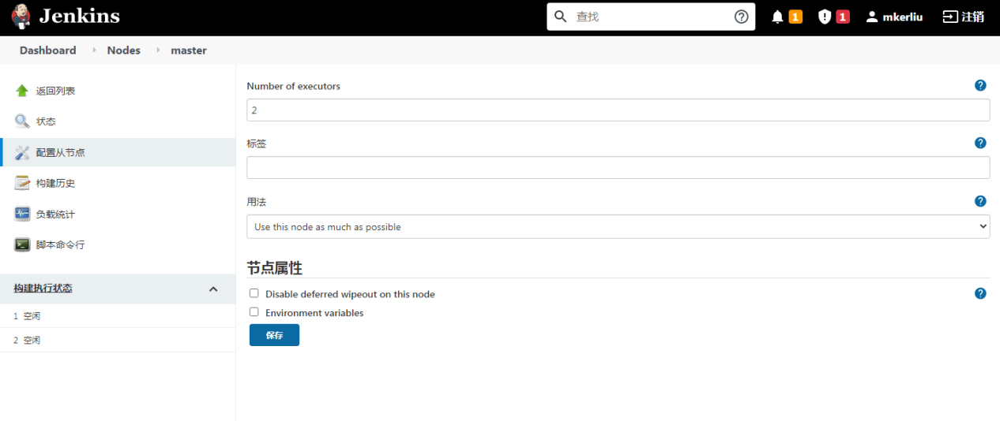 Jenkins
查找
1
1
mkerliu
注销
Dashboard
Nodes
master
返回列表
状态
配置从节点
构建历史
负载统计
脚本命令行
构建执行状态
1 空闲
2 空闲
Number of executors
2
标签
用法
Use this node as much as possible
节点属性
Disable deferred wipeout on this node
Environment variables
保存